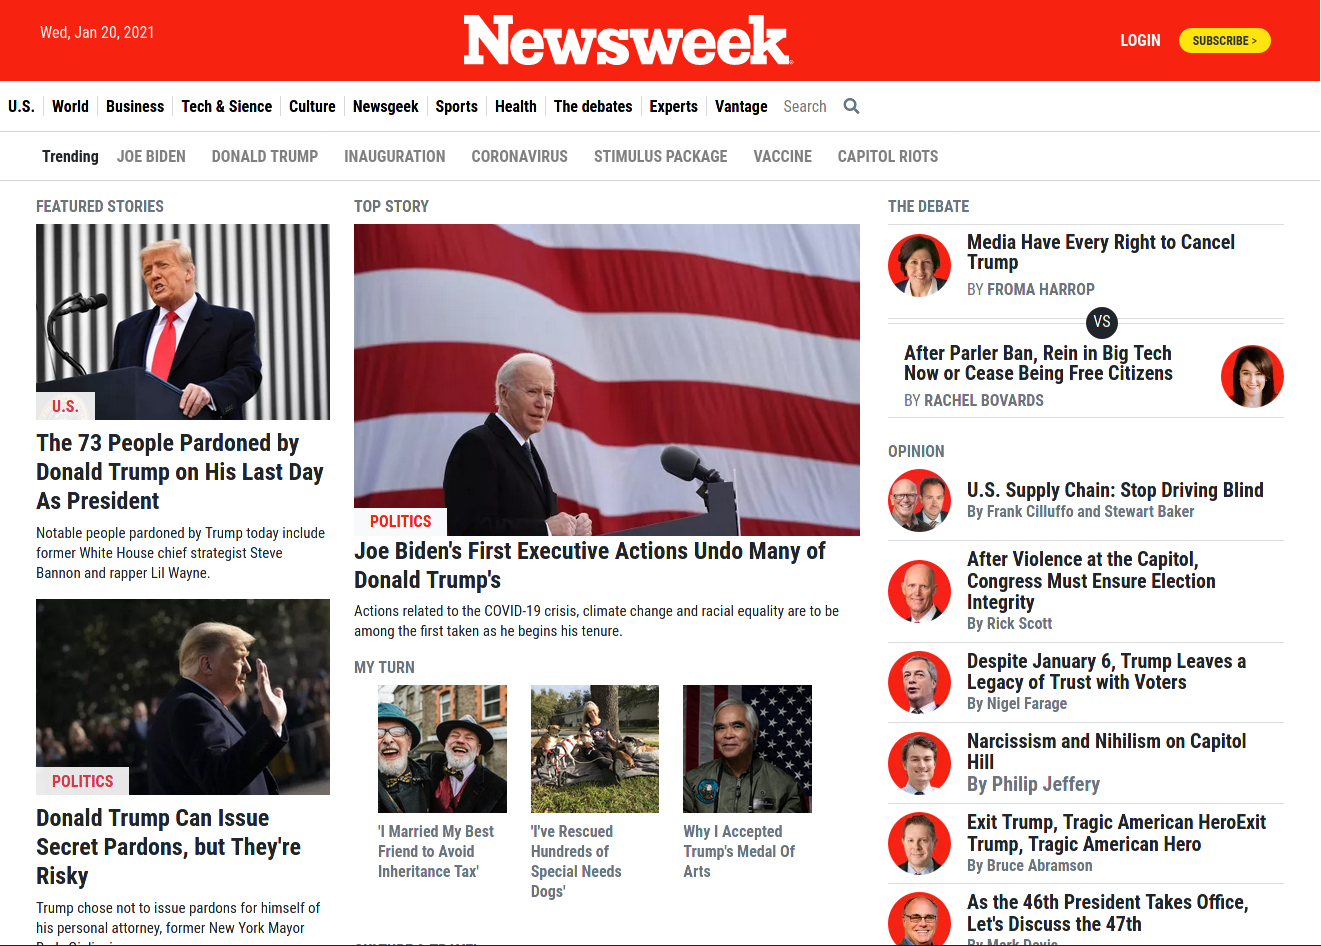 Wed, Jan 20, 2021
Newsweek
LOGIN
SUBSCRIBE >
U.S.
World
Business
Tech & Sience
Culture
Newsgeek
Sports
Health
The debates
Experts
Vantage
Search
Trending
JOE BIDEN
DONALD TRUMP
INAUGURATION
CORONAVIRUS
STIMULUS PACKAGE
VACCINE
CAPITOL RIOTS
FEATURED STORIES
U.S.
The 73 People Pardoned by
Donald Trump on His Last Day
As President
Notable people pardoned by Trump today include
former White House chief strategist Steve
Bannon and rapper Lil Wayne.
POLITICS
Donald Trump Can Issue
Secret Pardons, but They're
Risky
Trump chose not to issue pardons for himself of
his personal attorney, former New York Mayor
TOP STORY
POLITICS
Joe Biden's First Executive Actions Undo Many of
Donald Trump's
Actions related to the COVID-19 crisis, climate change and racial equality are to be
among the first taken as he begins his tenure.
MY TURN
'I Married My Best
Friend to Avoid
Inheritance Tax'
'I've Rescued
Hundreds of
Special Needs
Dogs'
Why I Accepted
Trump's Medal Of
Arts
THE DEBATE
Media Have Every Right to Cancel
Trump
BY FROMA HARROP
VS
After Parler Ban, Rein in Big Tech
Now or Cease Being Free Citizens
BY RACHEL BOVARDS
OPINION
U.S. Supply Chain: Stop Driving Blind
By Frank Cilluffo and Stewart Baker
After Violence at the Capitol,
Congress Must Ensure Election
Integrity
By Rick Scott
Despite January 6, Trump Leaves a
Legacy of Trust with Voters
By Nigel Farage
Narcissism and Nihilism on Capitol
Hill
By Philip Jeffery
Exit Trump, Tragic American HeroExit
Trump, Tragic American Hero
By Bruce Abramson
As the 46th President Takes Office,
Let's Discuss the 47th
By Mark Davis